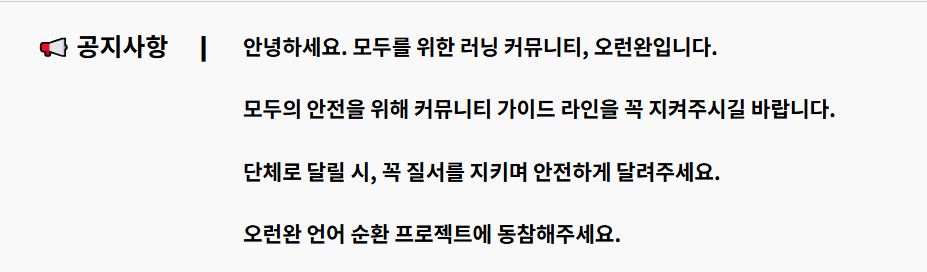 📢 공지사항 | 안녕하세요. 모두를 위한 러닝 커뮤니티, 오런완입니다.
모두의 안전을 위해 커뮤니티 가이드 라인을 꼭 지켜주시길 바랍니다.
단체로 달릴 시, 꼭 질서를 지키며 안전하게 달려주세요.
오런완 언어 순환 프로젝트에 동참해주세요.